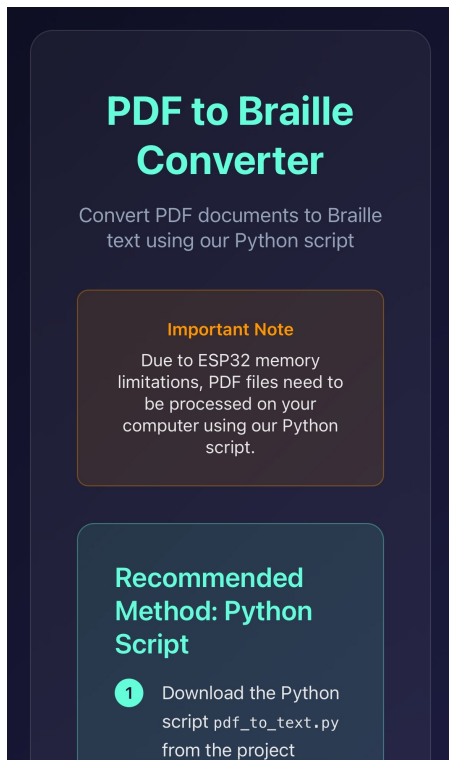 PDF to Braille
Converter
Convert PDF documents to Braille
text using our Python script
Important Note
Due to ESP32 memory
limitations, PDF files need to
be processed on your
computer using our Python
script.
Recommended
Method: Python
Script
1 Download the Python
script pdf_to_text.py
from the project